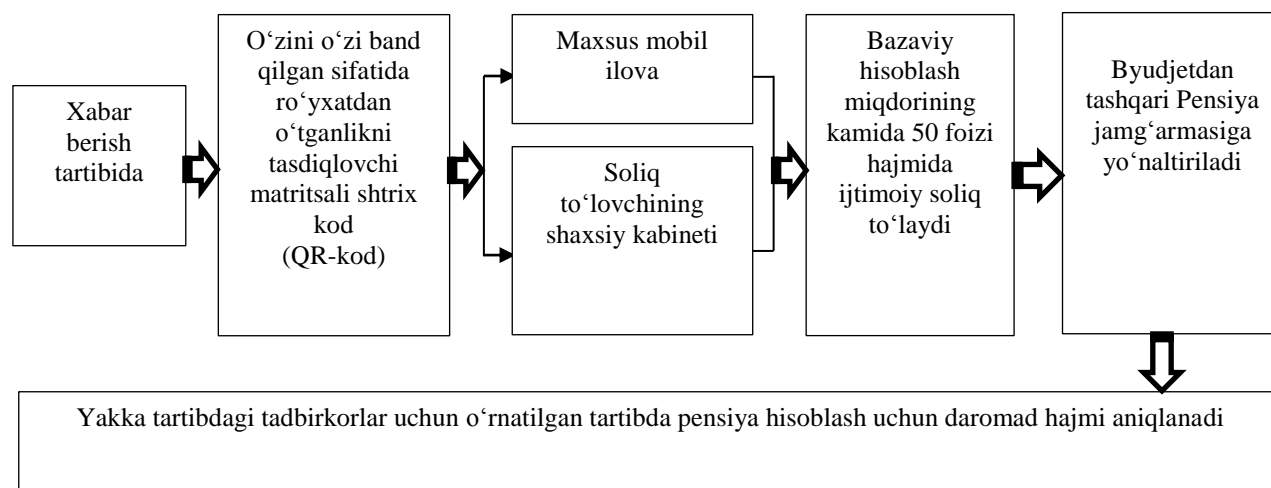 Xabar
berish
tartibida
O‘zini o‘zi band
qilgan sifatida
ro‘yxatdan
o‘tganlikni
tasdiqlovchi
matritsali shtrix
kod
(QR-kod)
Maxsus mobil
ilova
Soliq
to‘lovchining
shaxsiy kabineti
Bazaviy
hisoblash
miqdorining
kamida 50 foizi
hajmida
ijtimoiy soliq
to‘laydi
Byudjetdan
tashqari Pensiya
jamg‘armasiga
yo‘naltiriladi
Yakka tartibdagi tadbirkorlar uchun o‘rnatilgan tartibda pensiya hisoblash uchun daromad hajmi aniqlanadi